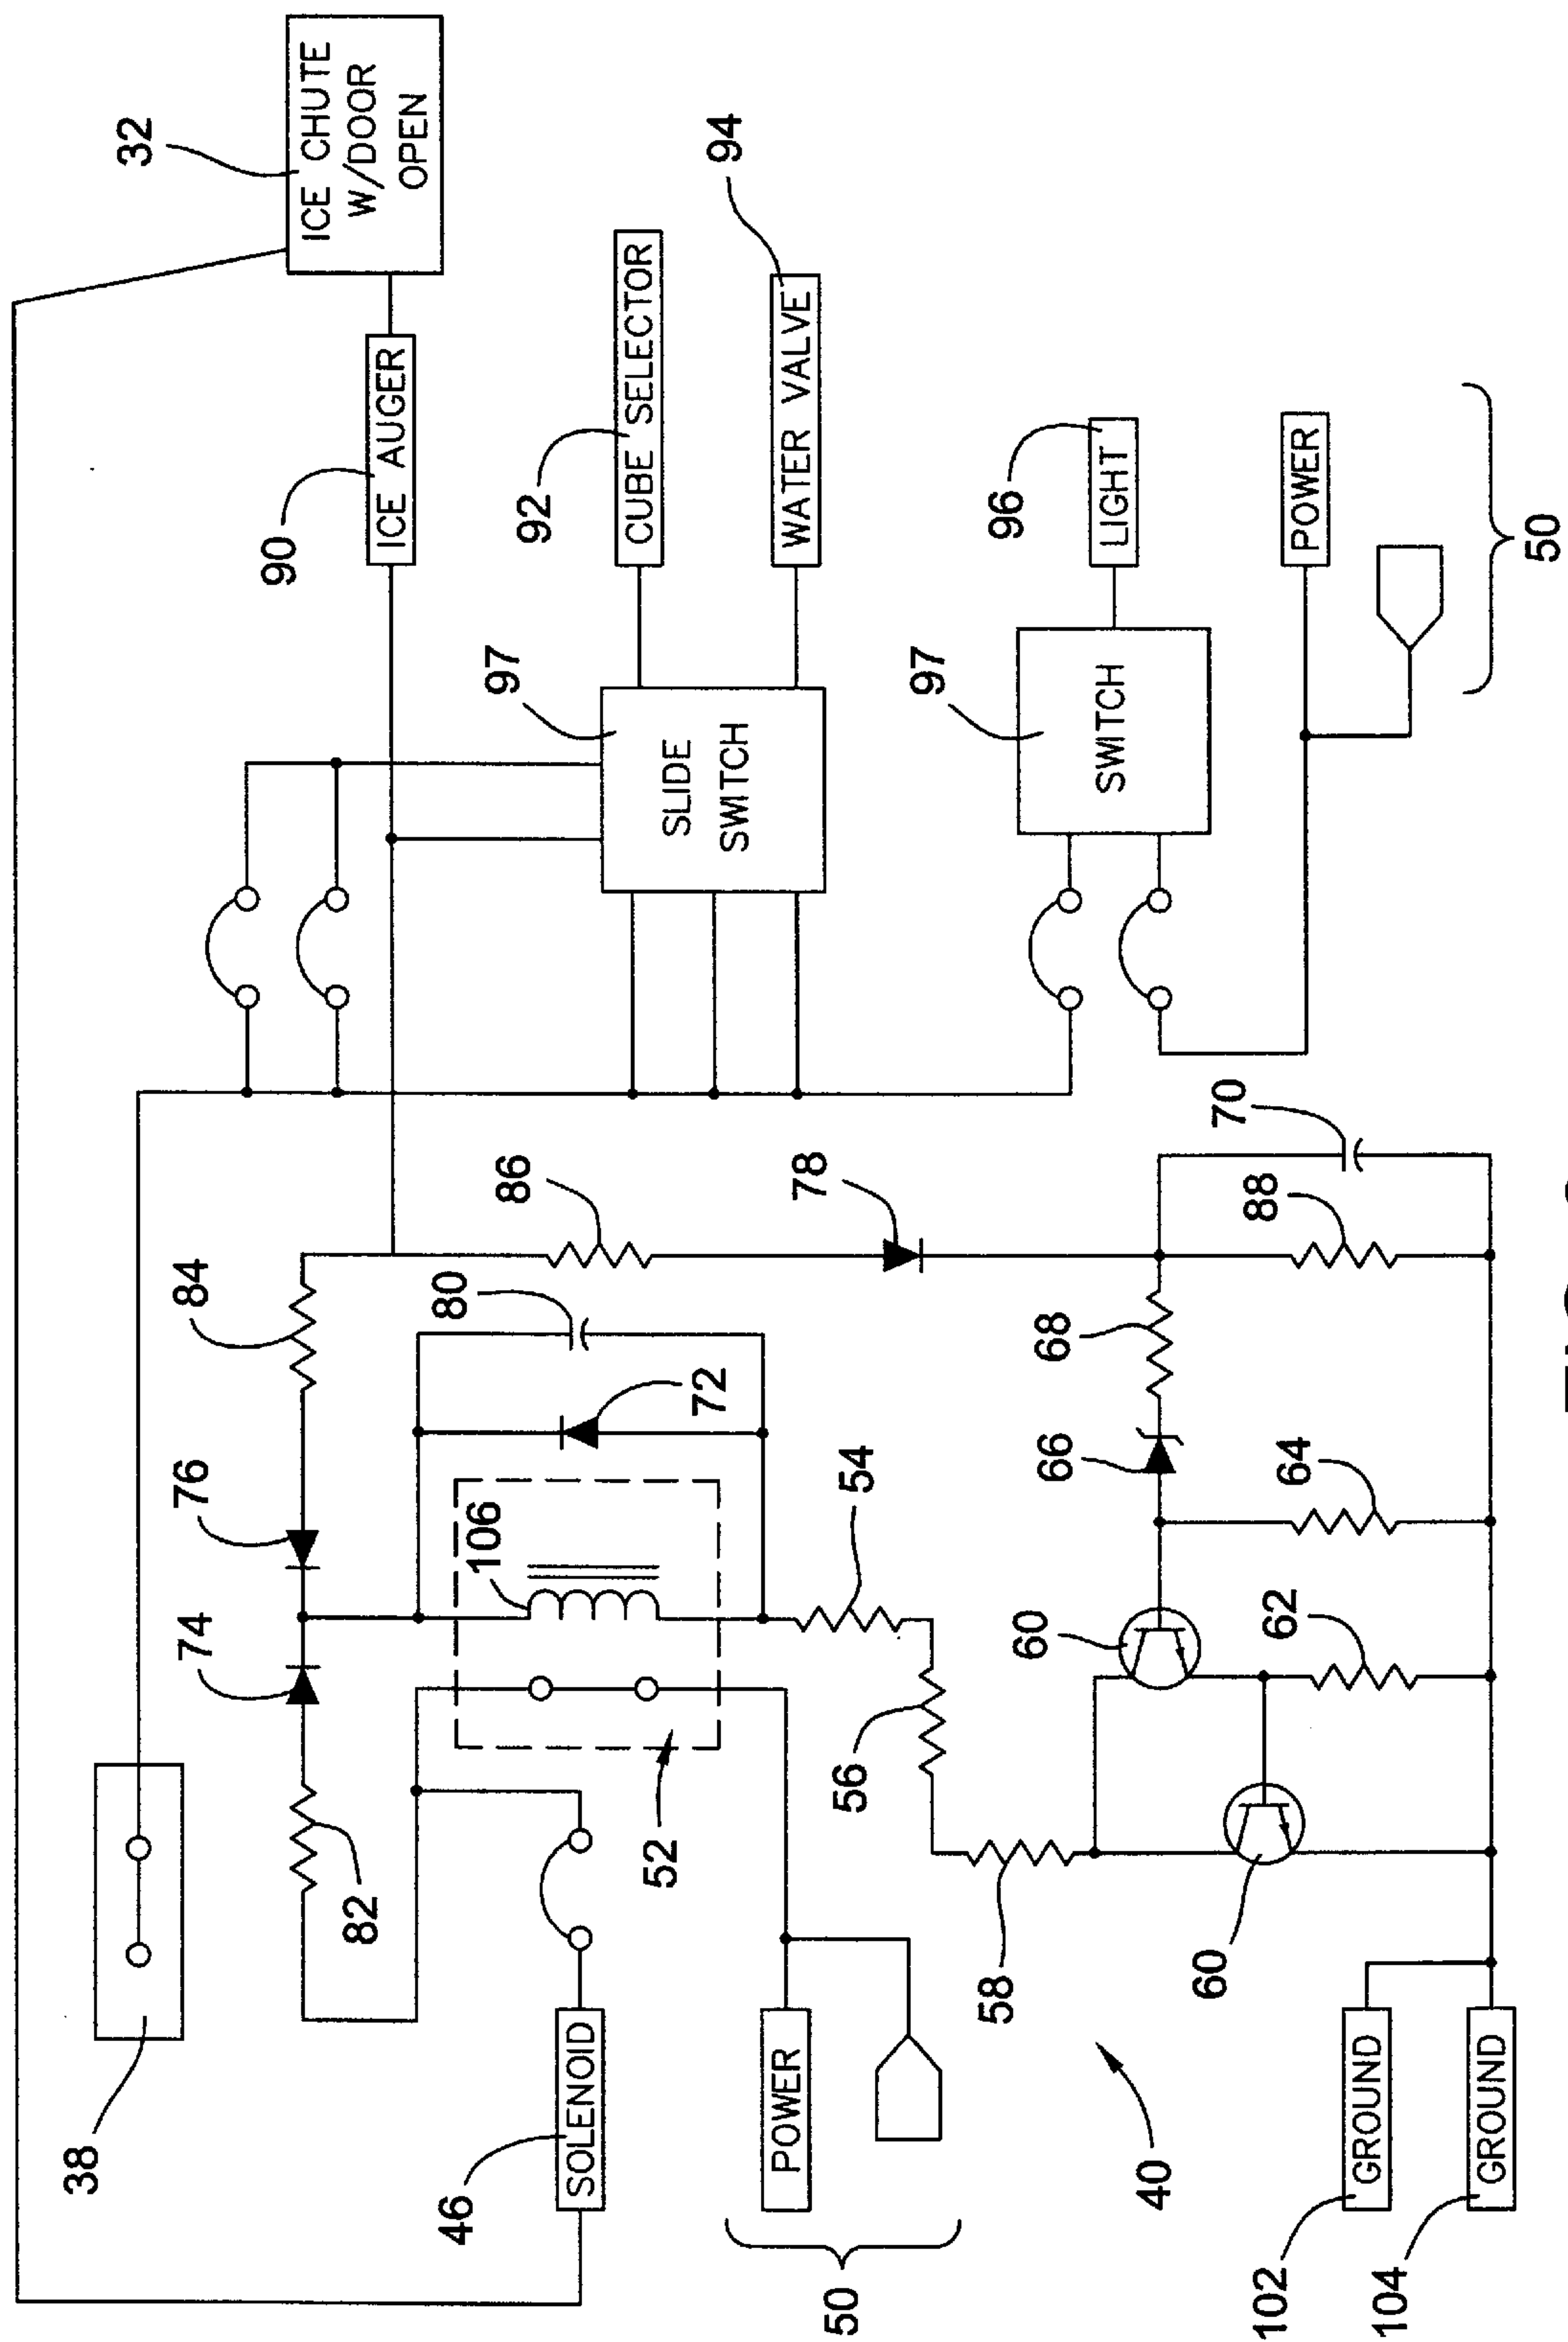 32
ICE CHUTE
W/DOOR
OPEN
90
ICE AUGER
92
CUBE SELECTOR
94
WATER VALVE
97
SLIDE
SWITCH
96
LIGHT
97
SWITCH
POWER
50
84
86
78
70
88
80
72
76
74
106
82
52
38
46
SOLENOID
POWER
50
54
56
58
68
66
64
60
62
60
40
102
GROUND
104
GROUND